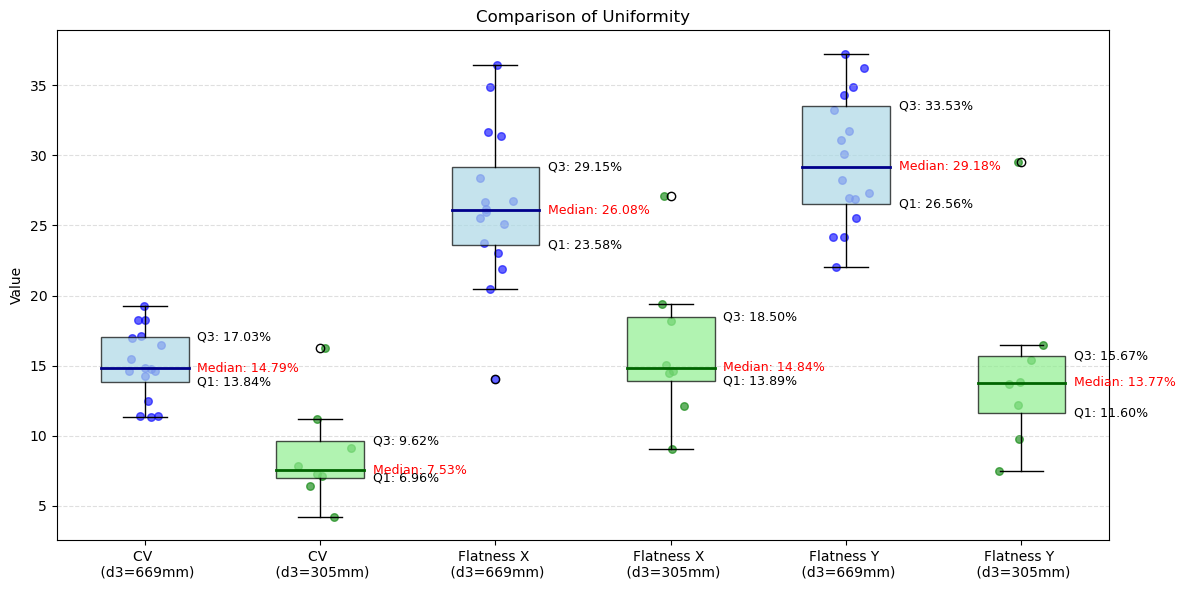 Comparison of Uniformity
Value
35
30
25
20
15
10
5
Q3: 17.03%
Median: 14.79%
Q1: 13.84%
Q3: 9.62%
Median: 7.53%
Q1: 6.96%
Q3: 29.15%
Median: 26.08%
Q1: 23.58%
Q3: 18.50%
Median: 14.84%
Q1: 13.89%
Q3: 33.53%
Median: 29.18%
Q1: 26.56%
Q3: 15.67%
Median: 13.77%
Q1: 11.60%
CV
(d3=669mm)
CV
(d3=305mm)
Flatness X
(d3=669mm)
Flatness X
(d3=305mm)
Flatness Y
(d3=669mm)
Flatness Y
(d3=305mm)